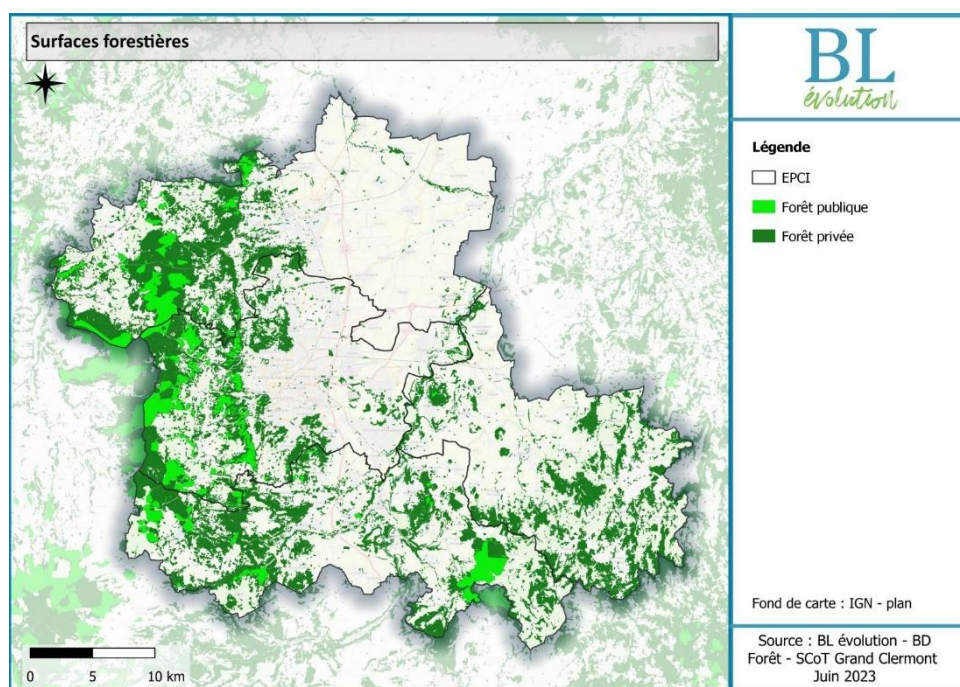 Surfaces forestières
BL
évolution
Légende
EPCI
Forêt publique
Forêt privée
0 5 10 km
Fond de carte : IGN - plan
Source : BL évolution - BD
Forêt - SCoT Grand Clermont
Juin 2023